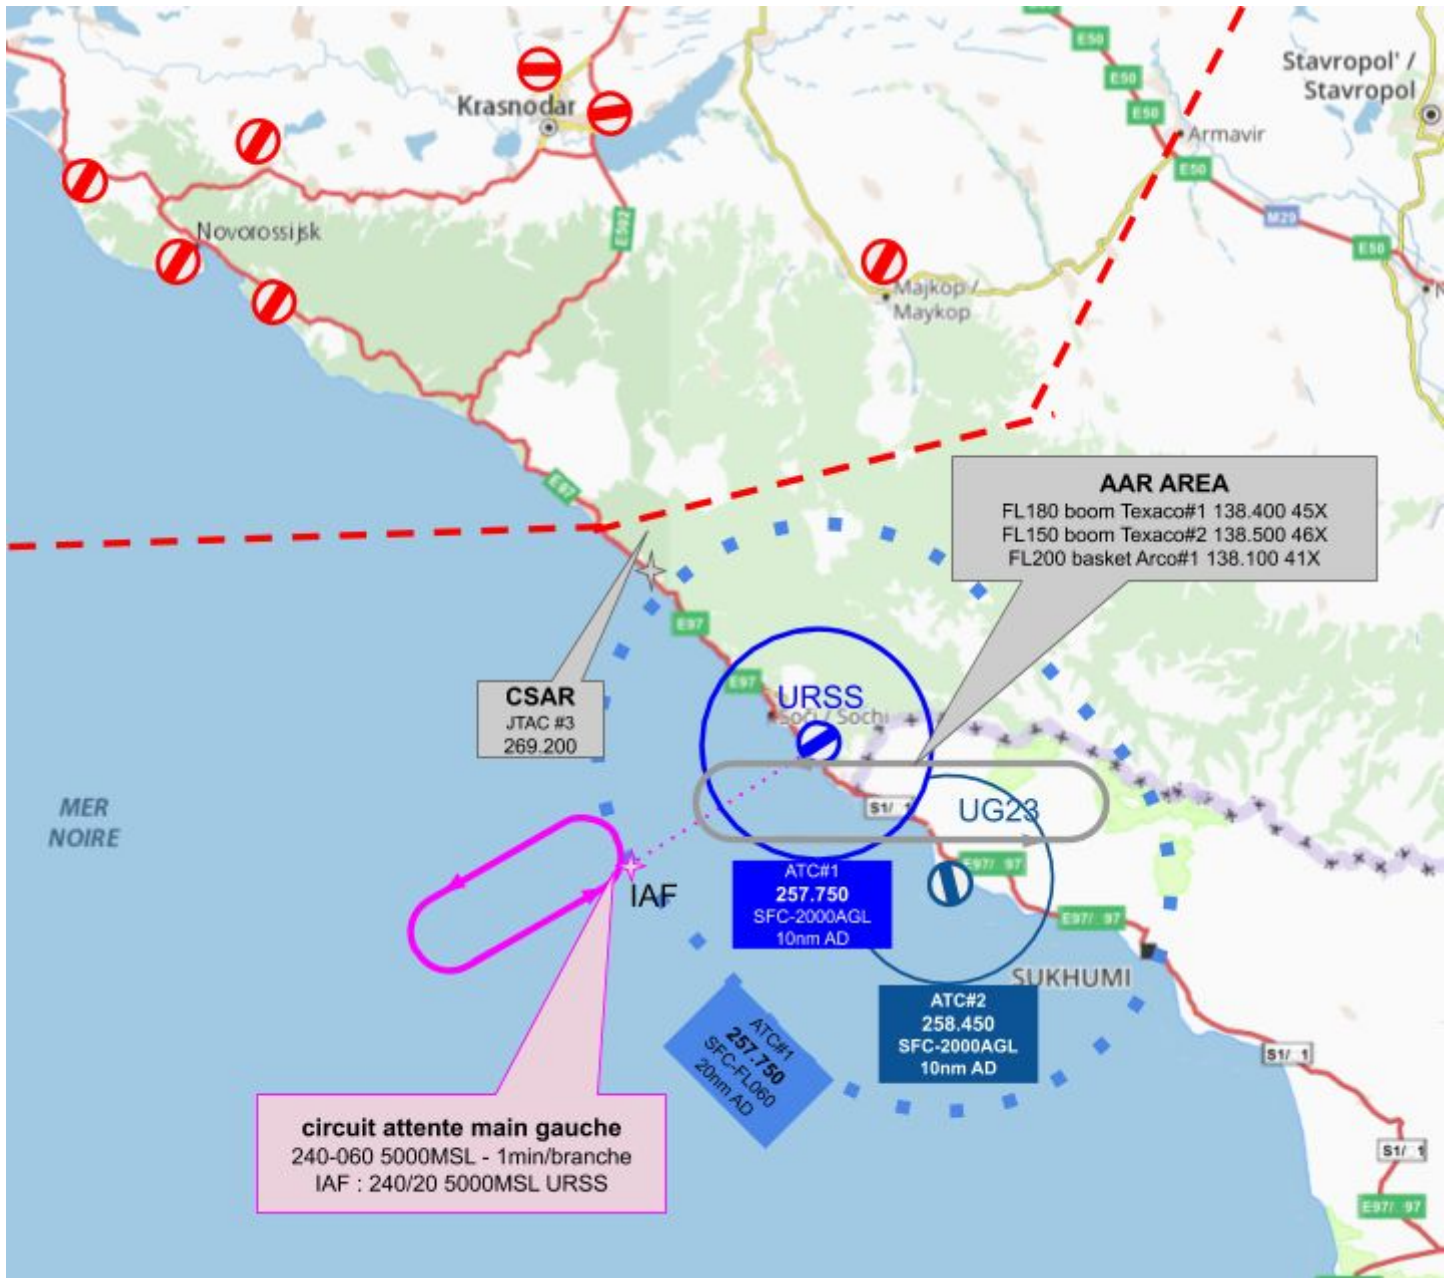 E50
E50
E50
Stavropol' /
Stavropol
Armavir
E50
M29
E50
Krasnodar
Novorossijsk
E592
Majkop /
Maykop
E97
AAR AREA
FL180 boom Texaco#1 138.400 45X
FL150 boom Texaco#2 138.500 46X
FL200 basket Arco#1 138.100 41X
E97
E97
CSAR
JTAC #3
269.200
URSS
Soči / Sochi
MER
NOIRE
S1/ 1
UG23
E97/ 97
IAF
ATC#1
257.750
SFC-2000AGL
10nm AD
E97/ 97
SUKHUMI
ATC#2
258.450
SFC-2000AGL
10nm AD
ATC#1
257.750
SFC-FL060
20nm AD
S1/ 1
circuit attente main gauche
240-060 5000MSL - 1min/branche
IAF : 240/20 5000MSL URSS
S1/ 1
E97/ 97